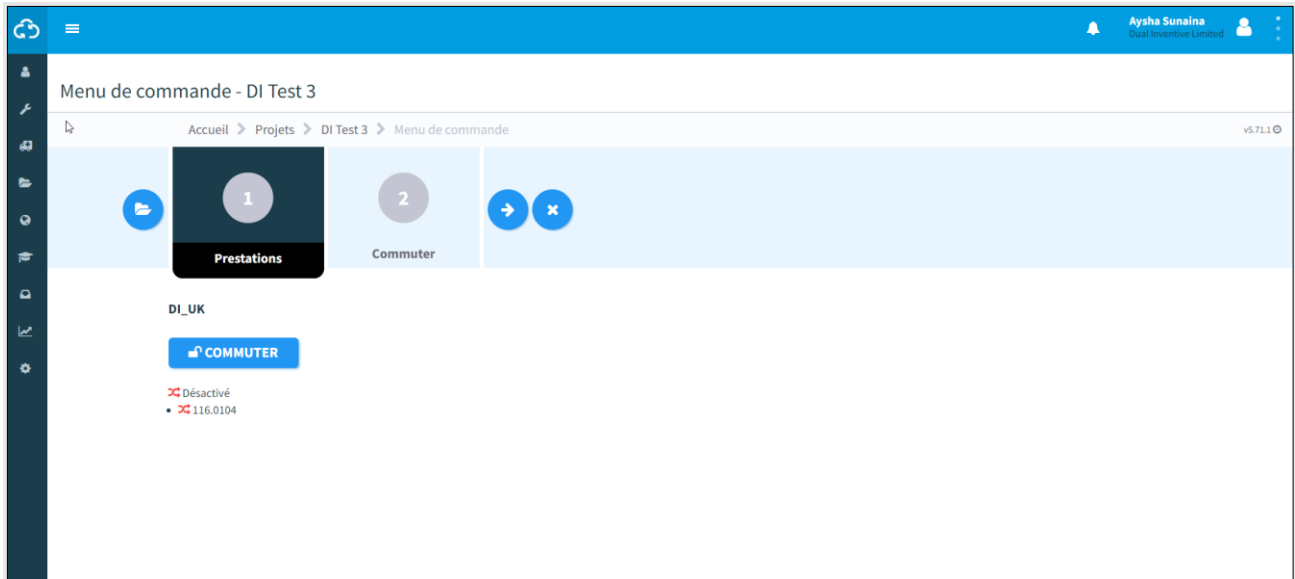 Aysha Sunaina
Dual Inventive Limited
Menu de commande - DI Test 3
Accueil Projets DI Test 3 Menu de commande
v5.71.1
1
2
Prestations
Commuter
DI_UK
COMMUTER
Désactivé
• 116.0104